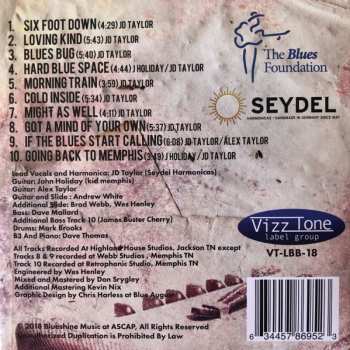 1. SIX FOOT DOWN (4:29) JD TAYLOR
2. LOVING KIND (5:43) JD TAYLOR
3. BLUES BUG (5:40) JD TAYLOR
4. HARD BLUE SPACE (4:44) J HOLIDAY/JD TAYLOR
5. MORNING TRAIN (3:59) JD TAYLOR
6. COLD INSIDE (5:34) JD TAYLOR
7. MIGHT AS WELL (4:10) JD TAYLOR
8. GOT A MIND OF YOUR OWN (5:37) JD TAYLOR
9. IF THE BLUES START CALLING (6:08) JD TAYLOR/ALEX TAYLOR
10. GOING BACK TO MEMPHIS (3:49) J HOLIDAY/JD TAYLOR
The Blues
Foundation
SEYDEL
HARMONICAS - HANDMADE IN GERMANY SINCE 1847
Lead Vocals and Harmonica: JD Taylor (Seydel Harmonicas)
Guitar: John Holiday (kid memphis)
Guitar: Alex Taylor
Guitar and Slide: Andrew White
Additional Slide: Brad Webb, Wes Henley
Bass: Dave Mallard
Additional Bass Track 10 (James Buster Cherry)
Drums: Mark Brooks
B3 And Piano: Dave Thomas
All Tracks Recorded At Highland House Studios, Jackson TN except
Tracks 8 & 9 recorded at Webb Studios, Memphis TN
Track 10 Recorded at Retrophonic Studio, Memphis TN
Engineered by Wes Henley
Mixed and Mastered by Don Srygley
Additional Mastering Kevin Nix
Graphic Design by Chris Harless at Blue August
© 2018 Blueshine Music at ASCAP, All Rights Reserved
Unauthorized Duplication is Prohibited By Law
VizzTone
label group
VT-LBB-18
6 34457 86952 3